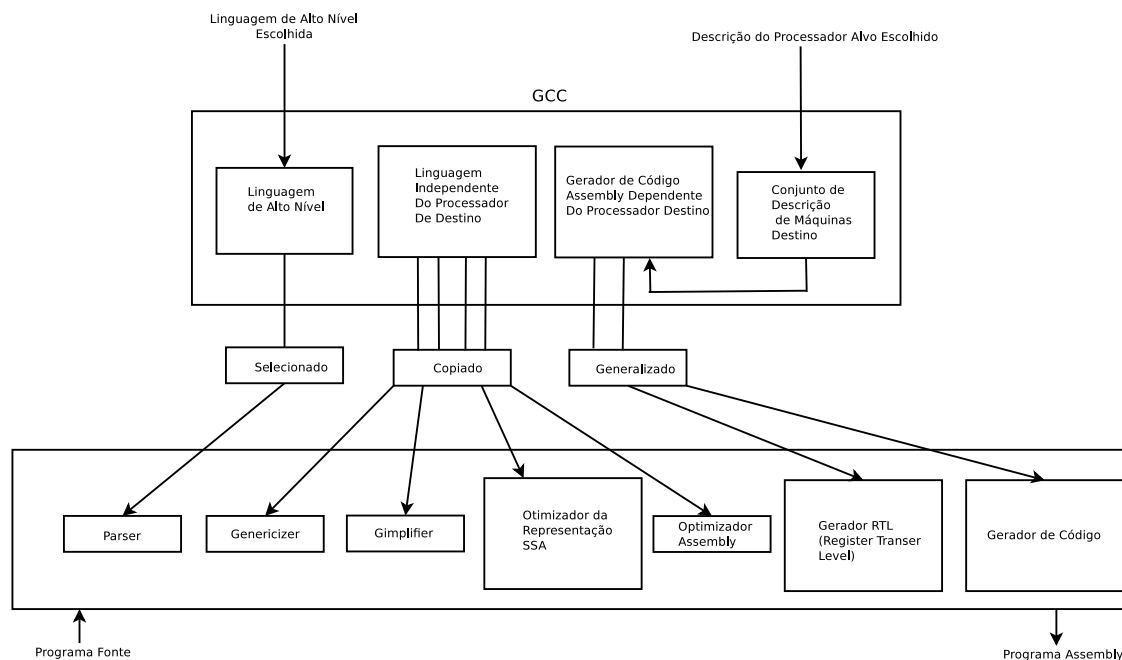 Linguagem de Alto Nível
Escolhida
Descrição do Processador Alvo Escolhido
GCC
Linguagem
de Alto Nível
Linguagem
Independente
Do Processador
De Destino
Gerador de Código
Assembly Dependente
Do Processador Destino
Conjunto de
Descrição
de Máquinas
Destino
Selecionado
Copiado
Generalizado
Parser
Genericizer
Gimplifier
Otimizador da
Representação
SSA
Optimizador
Assembly
Gerador RTL
(Register Transer
Level)
Gerador de Código
Programa Fonte
Programa Assembly